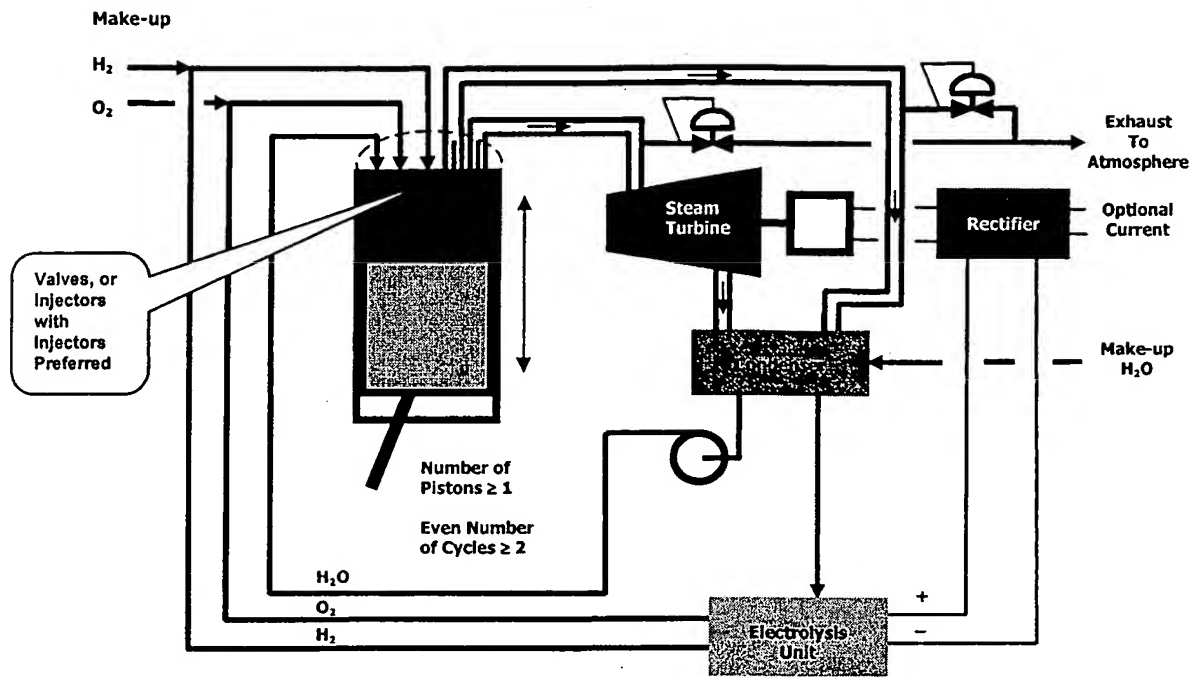 Make-up
H₂
O₂
Exhaust
To
Atmosphere
Steam
Turbine
Rectifier
Optional
Current
Valves, or
Injectors
with
Injectors
Preferred
Make-up
H₂O
Number of
Pistons ≥ 1
Even Number
of Cycles ≥ 2
H₂O
O₂
H₂
+
−
Electrolysis
Unit